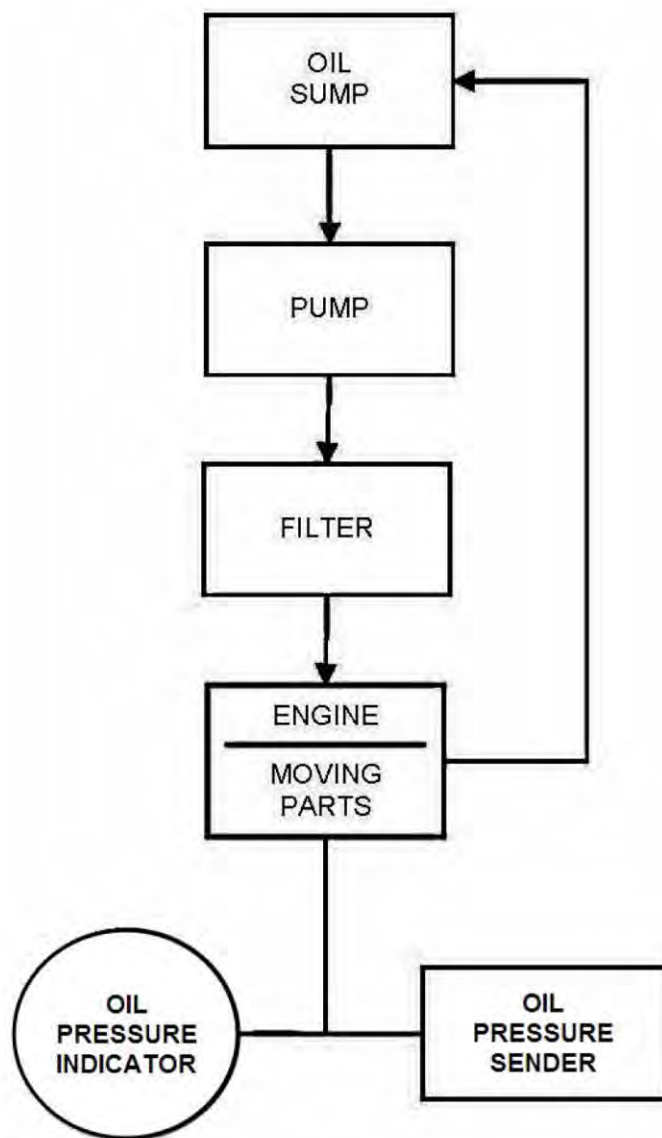 OIL
SUMP
PUMP
FILTER
ENGINE
MOVING
PARTS
OIL
PRESSURE
INDICATOR
OIL
PRESSURE
SENDER